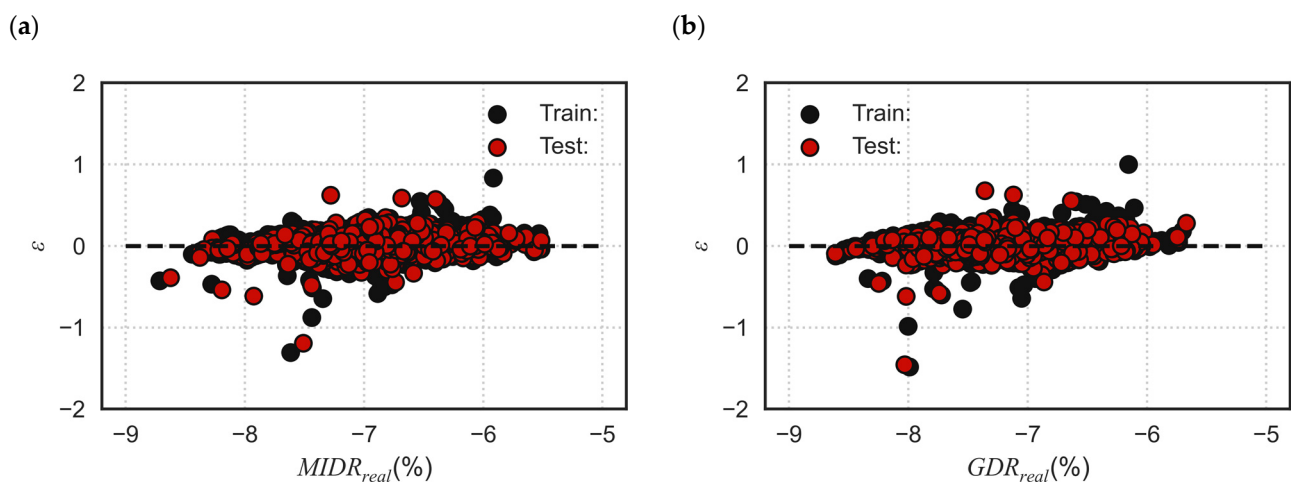 (a)
2
1
0
−1
−2
ε
−9
−8
−7
−6
−5
MIDR_real(%)
Train:
Test:
(b)
2
1
0
−1
−2
ε
−9
−8
−7
−6
−5
GDR_real(%)
Train:
Test: